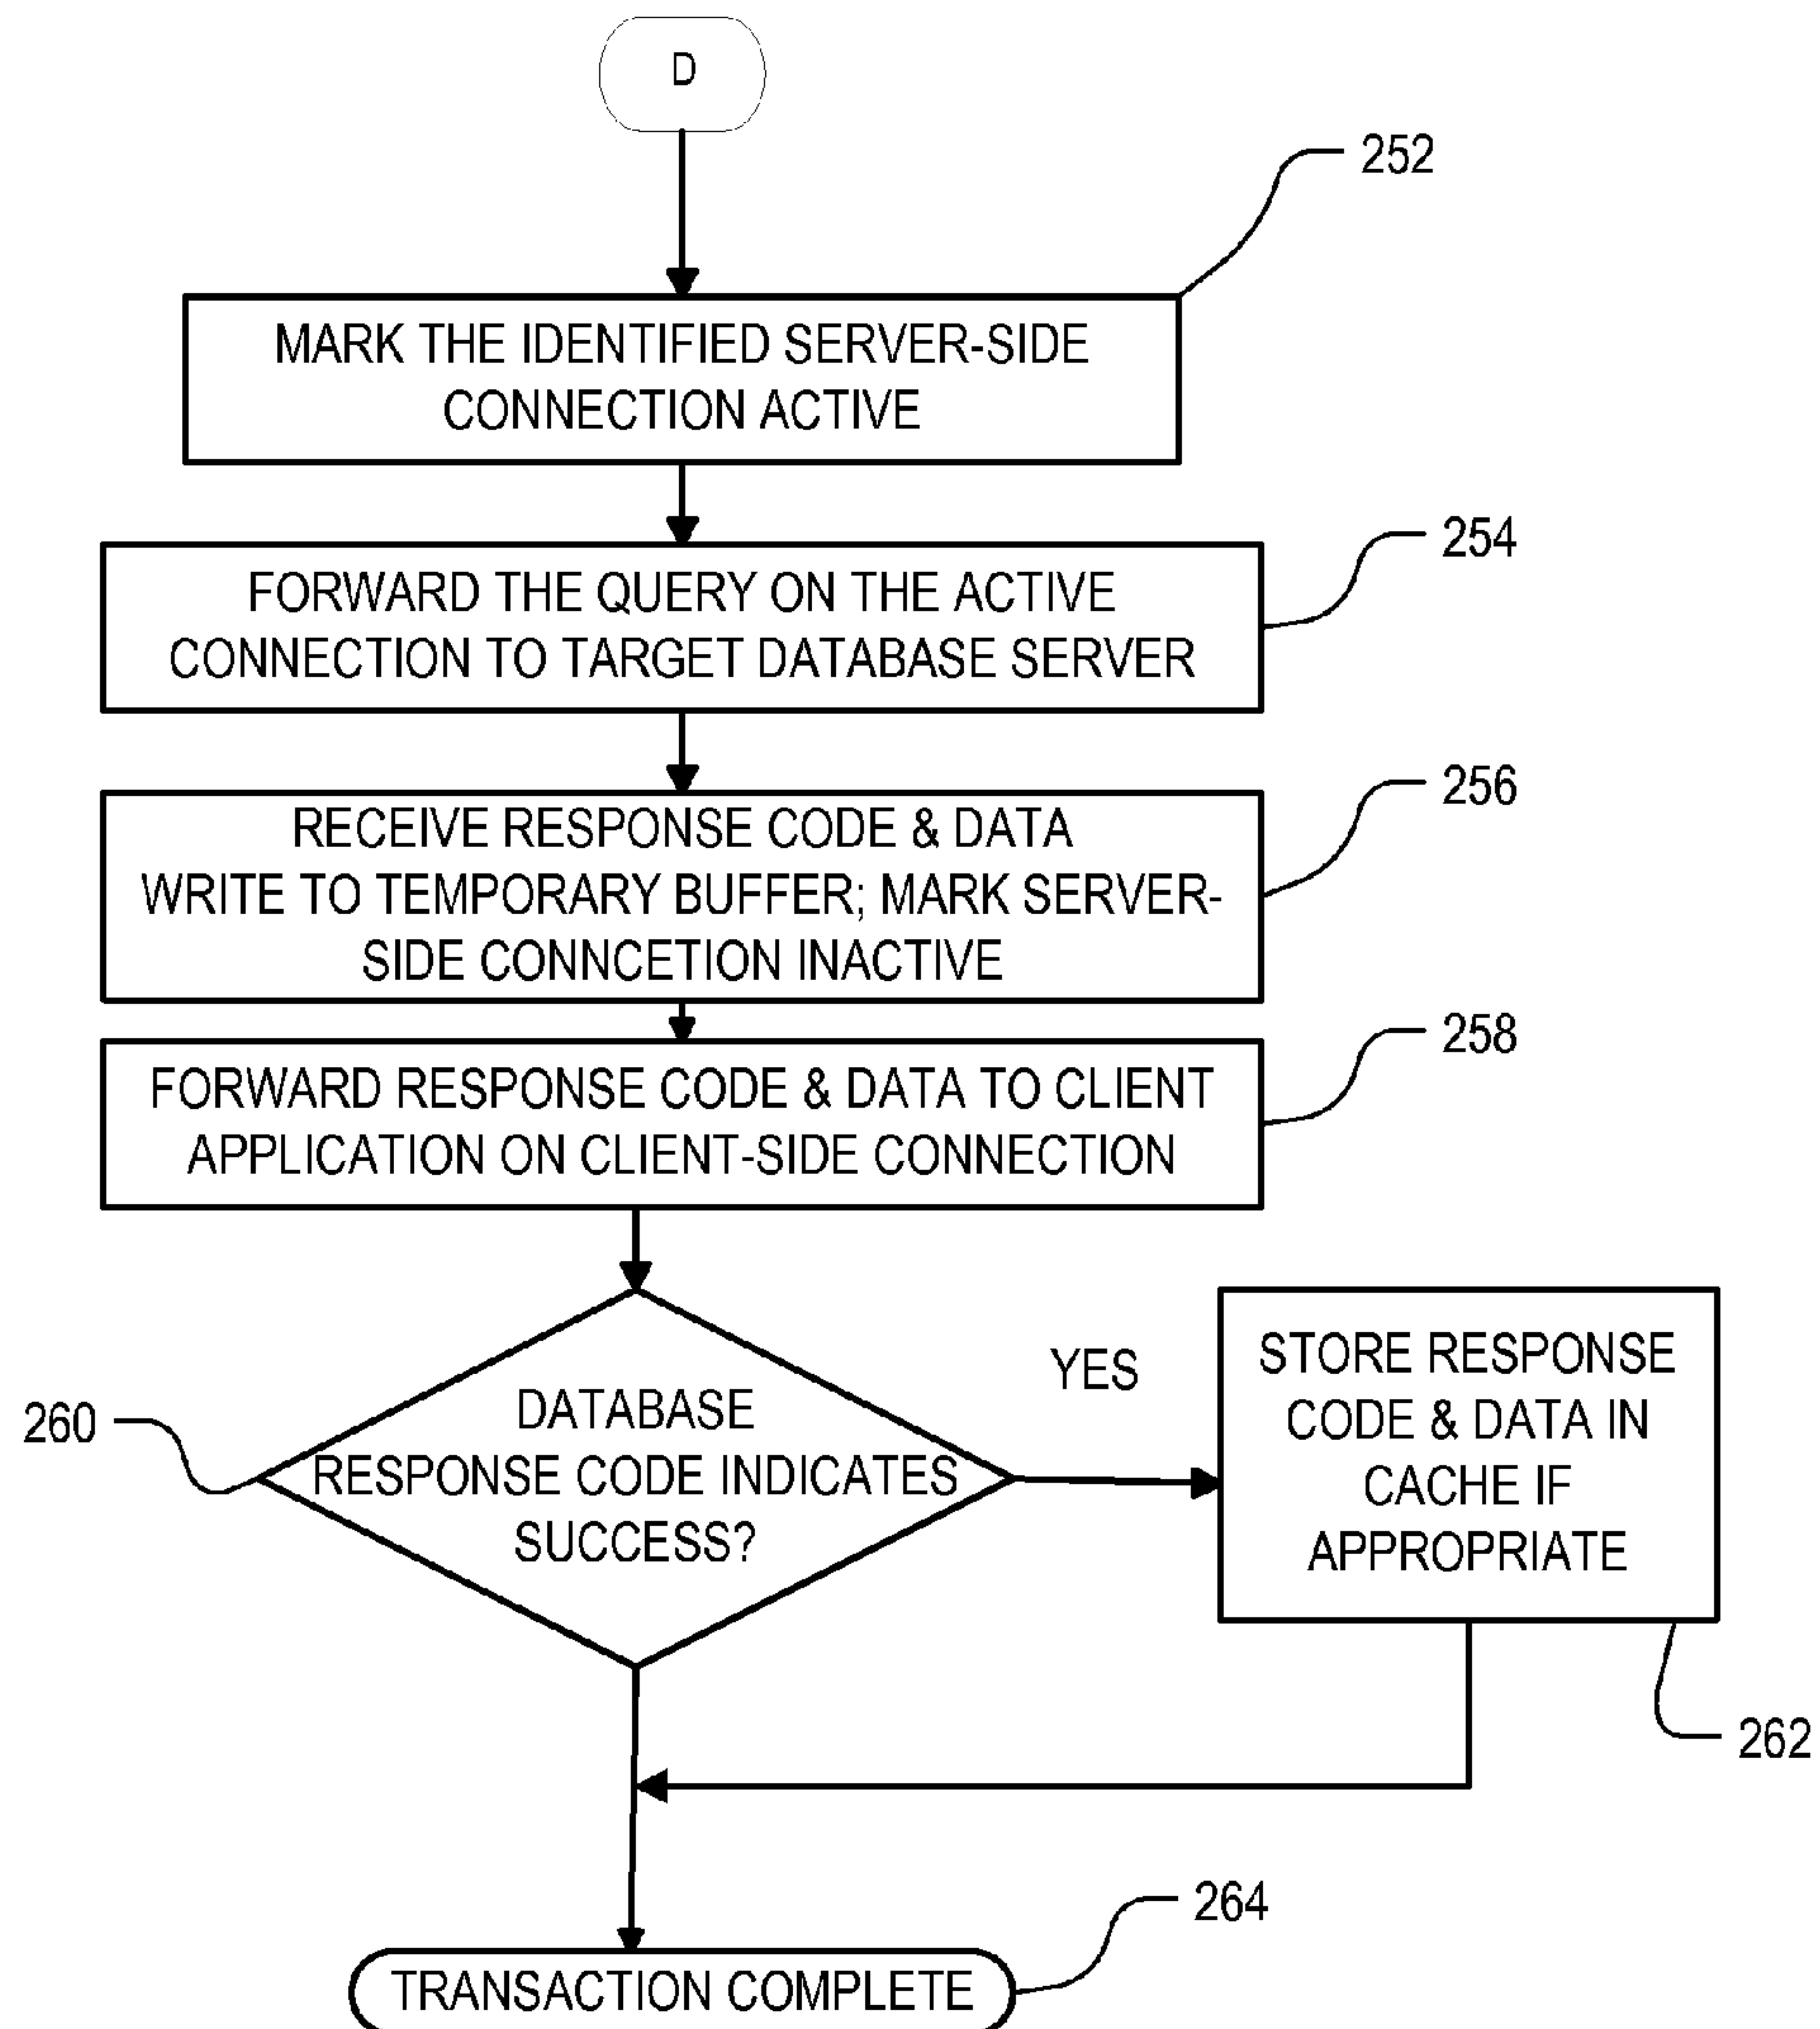 D
252
MARK THE IDENTIFIED SERVER-SIDE
CONNECTION ACTIVE
254
FORWARD THE QUERY ON THE ACTIVE
CONNECTION TO TARGET DATABASE SERVER
256
RECEIVE RESPONSE CODE & DATA
WRITE TO TEMPORARY BUFFER; MARK SERVER-
SIDE CONNCETION INACTIVE
258
FORWARD RESPONSE CODE & DATA TO CLIENT
APPLICATION ON CLIENT-SIDE CONNECTION
260
DATABASE
RESPONSE CODE INDICATES
SUCCESS?
YES
STORE RESPONSE
CODE & DATA IN
CACHE IF
APPROPRIATE
262
264
TRANSACTION COMPLETE